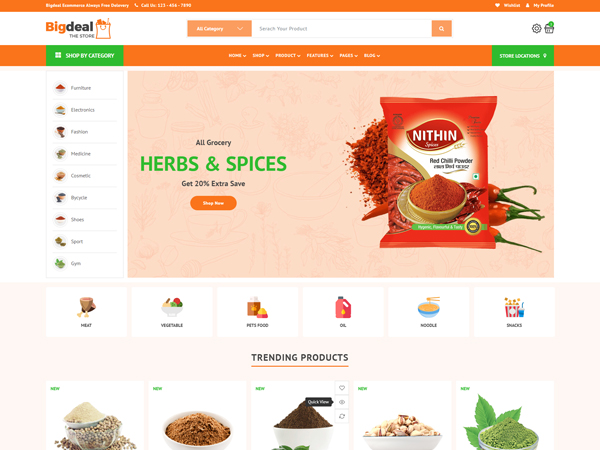 Bigdeal Ecommerce Always Free Delevery
Call Us: 123 - 456 - 7890
Wishlist
My Profile
Bigdeal
THE STORE
All Category
Search Your Product
SHOP BY CATEGORY
HOME
SHOP
PRODUCT
FEATURES
PAGES
BLOG
STORE LOCATIONS
Furniture
Electronics
Fashion
Medicine
Cosmetic
Bycycle
Shoes
Sport
Gym
All Grocery
HERBS & SPICES
Get 20% Extra Save
Shop Now
NITHIN
Spices
Red Chilli Powder
Hygenic, Flavourful & Tasty
MEAT
VEGETABLE
PETS FOOD
OIL
NOODLE
SNACKS
TRENDING PRODUCTS
NEW
NEW
NEW
NEW
NEW
Quick View